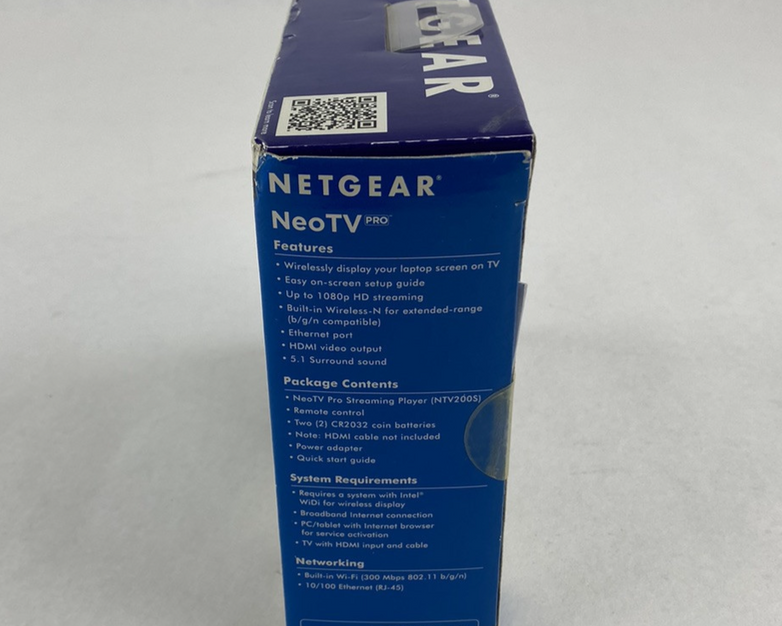 GEAR®
NETGEAR®
NeoTV PRO™
Features
• Wirelessly display your laptop screen on TV
• Easy on-screen setup guide
• Up to 1080p HD streaming
• Built-in Wireless-N for extended-range
(b/g/n compatible)
• Ethernet port
• HDMI video output
• 5.1 Surround sound
Package Contents
• NeoTV Pro Streaming Player (NTV200S)
• Remote control
• Two (2) CR2032 coin batteries
• Note: HDMI cable not included
• Power adapter
• Quick start guide
System Requirements
• Requires a system with Intel®
WiDi for wireless display
• Broadband Internet connection
• PC/tablet with Internet browser
for service activation
• TV with HDMI input and cable
Networking
• Built-in Wi-Fi (300 Mbps 802.11 b/g/n)
• 10/100 Ethernet (RJ-45)